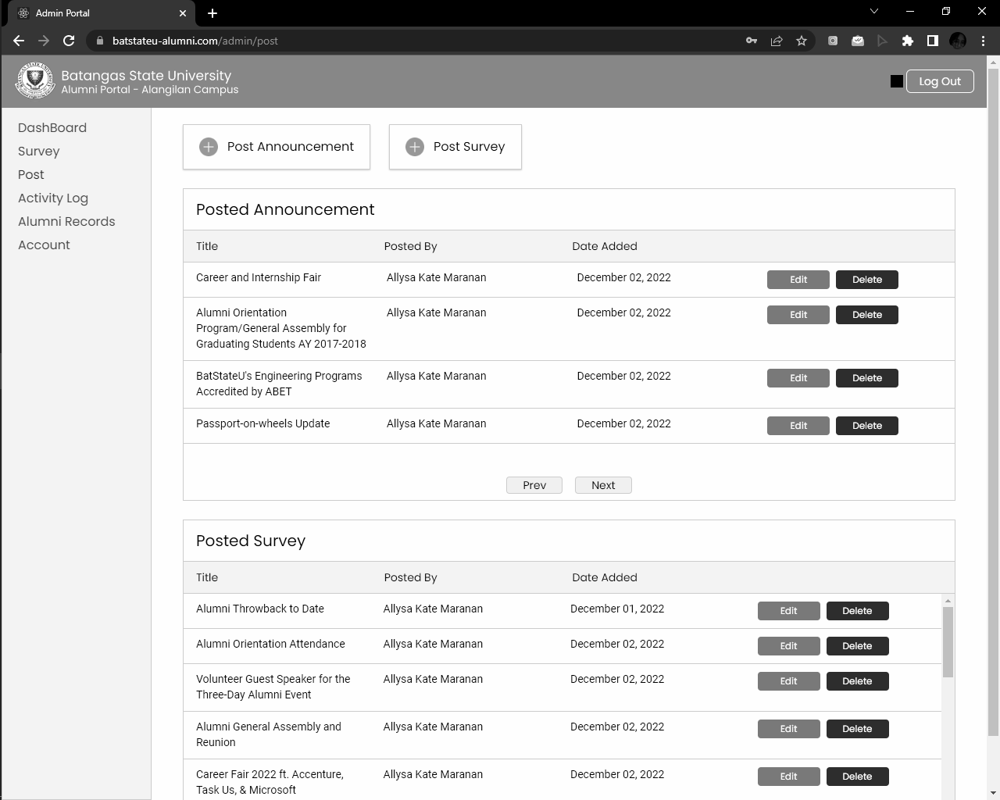 Admin Portal
batstateu-alumni.com/admin/post
Batangas State University
Alumni Portal - Alangilan Campus
Log Out
DashBoard
Survey
Post
Activity Log
Alumni Records
Account
Post Announcement
Post Survey
Posted Announcement
Title Posted By Date Added
Career and Internship Fair Allysa Kate Maranan December 02, 2022 Edit Delete
Alumni Orientation Allysa Kate Maranan December 02, 2022 Edit Delete
Program/General Assembly for
Graduating Students AY 2017-2018
BatStateU's Engineering Programs Allysa Kate Maranan December 02, 2022 Edit Delete
Accredited by ABET
Passport-on-wheels Update Allysa Kate Maranan December 02, 2022 Edit Delete
Prev Next
Posted Survey
Title Posted By Date Added
Alumni Throwback to Date Allysa Kate Maranan December 01, 2022 Edit Delete
Alumni Orientation Attendance Allysa Kate Maranan December 02, 2022 Edit Delete
Volunteer Guest Speaker for the Allysa Kate Maranan December 02, 2022 Edit Delete
Three-Day Alumni Event
Alumni General Assembly and Allysa Kate Maranan December 02, 2022 Edit Delete
Reunion
Career Fair 2022 ft. Accenture, Allysa Kate Maranan December 02, 2022 Edit Delete
Task Us, & Microsoft